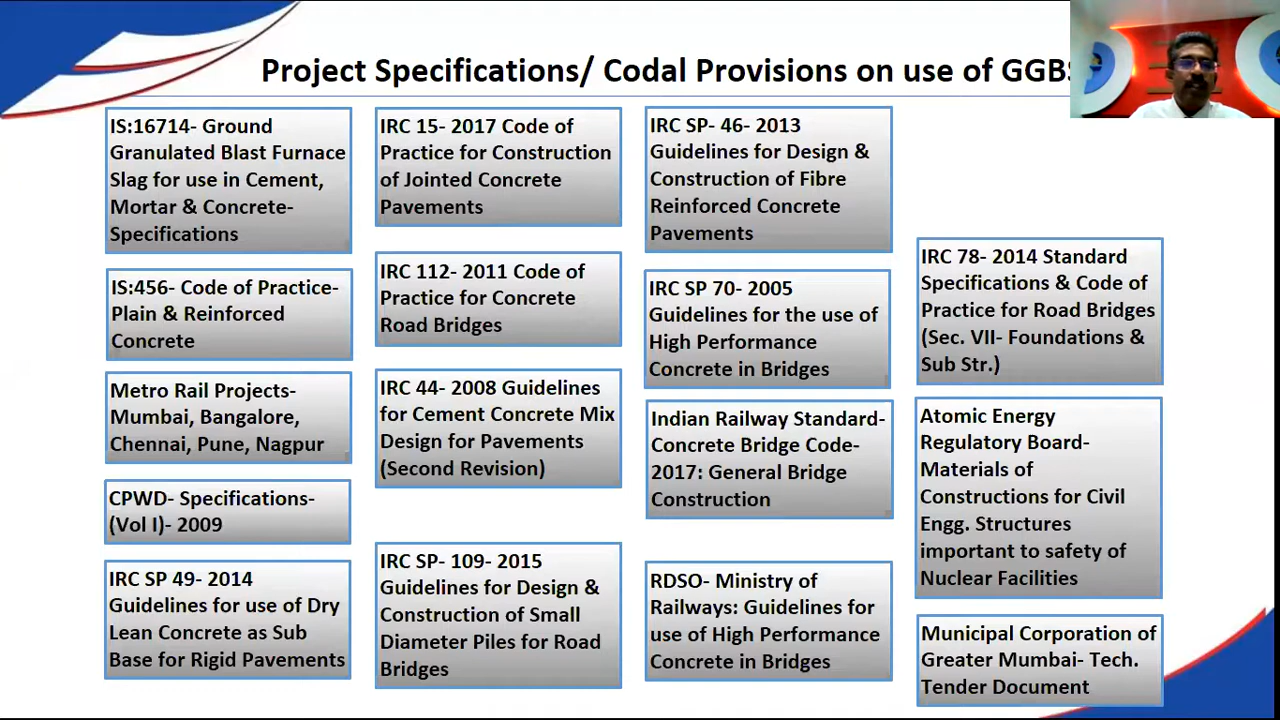 Project Specifications/ Codal Provisions on use of GGBS
IS:16714- Ground
Granulated Blast Furnace
Slag for use in Cement,
Mortar & Concrete-
Specifications
IS:456- Code of Practice-
Plain & Reinforced
Concrete
Metro Rail Projects-
Mumbai, Bangalore,
Chennai, Pune, Nagpur
CPWD- Specifications-
(Vol I)- 2009
IRC SP 49- 2014
Guidelines for use of Dry
Lean Concrete as Sub
Base for Rigid Pavements
IRC 15- 2017 Code of
Practice for Construction
of Jointed Concrete
Pavements
IRC 112- 2011 Code of
Practice for Concrete
Road Bridges
IRC 44- 2008 Guidelines
for Cement Concrete Mix
Design for Pavements
(Second Revision)
IRC SP- 109- 2015
Guidelines for Design &
Construction of Small
Diameter Piles for Road
Bridges
IRC SP- 46- 2013
Guidelines for Design &
Construction of Fibre
Reinforced Concrete
Pavements
IRC SP 70- 2005
Guidelines for the use of
High Performance
Concrete in Bridges
Indian Railway Standard-
Concrete Bridge Code-
2017: General Bridge
Construction
RDSO- Ministry of
Railways: Guidelines for
use of High Performance
Concrete in Bridges
IRC 78- 2014 Standard
Specifications & Code of
Practice for Road Bridges
(Sec. VII- Foundations &
Sub Str.)
Atomic Energy
Regulatory Board-
Materials of
Constructions for Civil
Engg. Structures
important to safety of
Nuclear Facilities
Municipal Corporation of
Greater Mumbai- Tech.
Tender Document